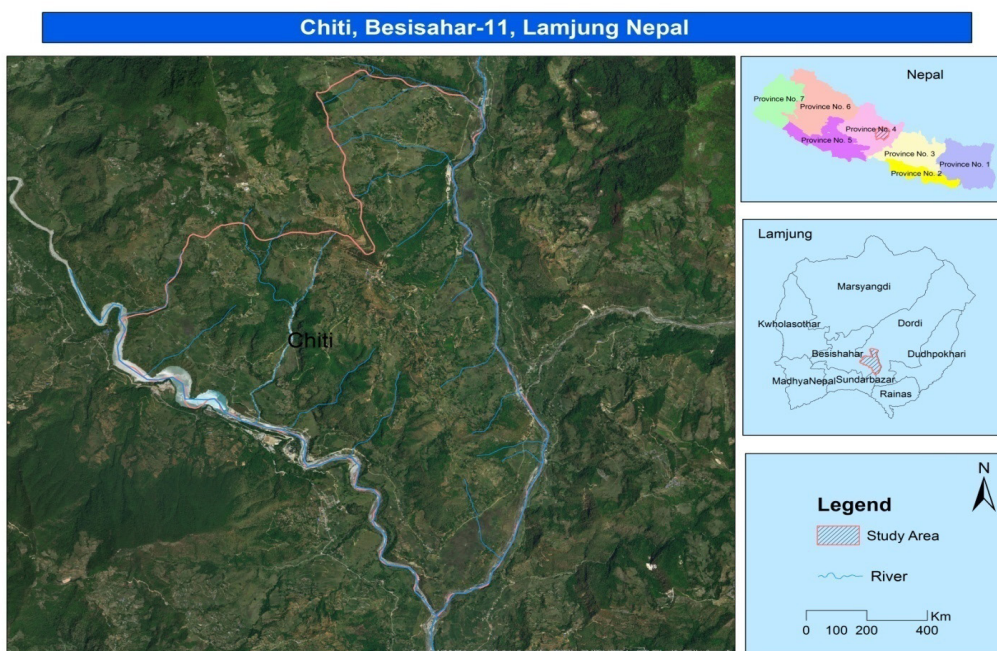 Chiti, Besisahar-11, Lamjung Nepal
Chiti
Nepal
Province No. 7
Province No. 6
Province No. 4
Province No. 5
Province No. 3
Province No. 1
Province No. 2
Lamjung
Marsyangdi
Kwholasothar
Dordi
Besishahar
Dudhpokhari
MadhyaNepal
Sundarbazar
Rainas
N
Legend
Study Area
River
Km
0 100 200 400